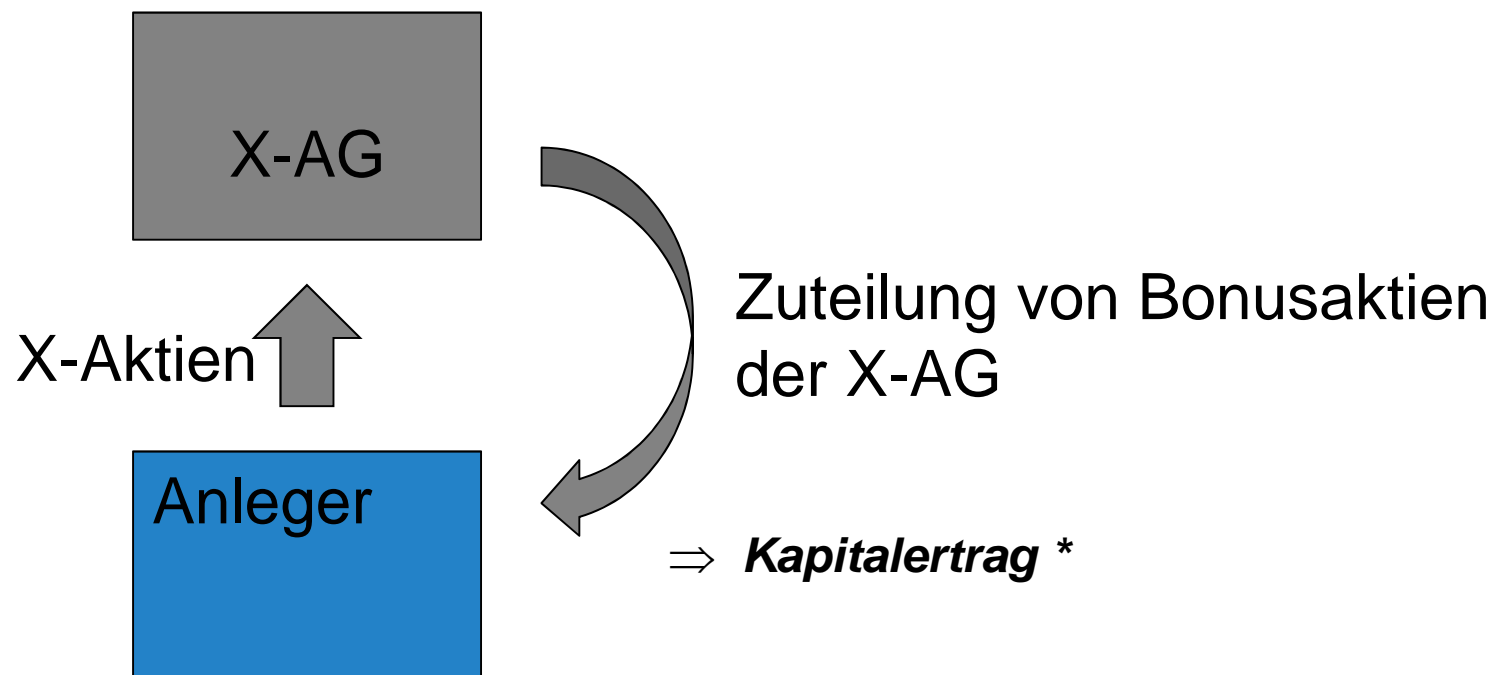 X-AG
Zuteilung von Bonusaktien
der X-AG
X-Aktien
Anleger
⇒ Kapitalertrag *